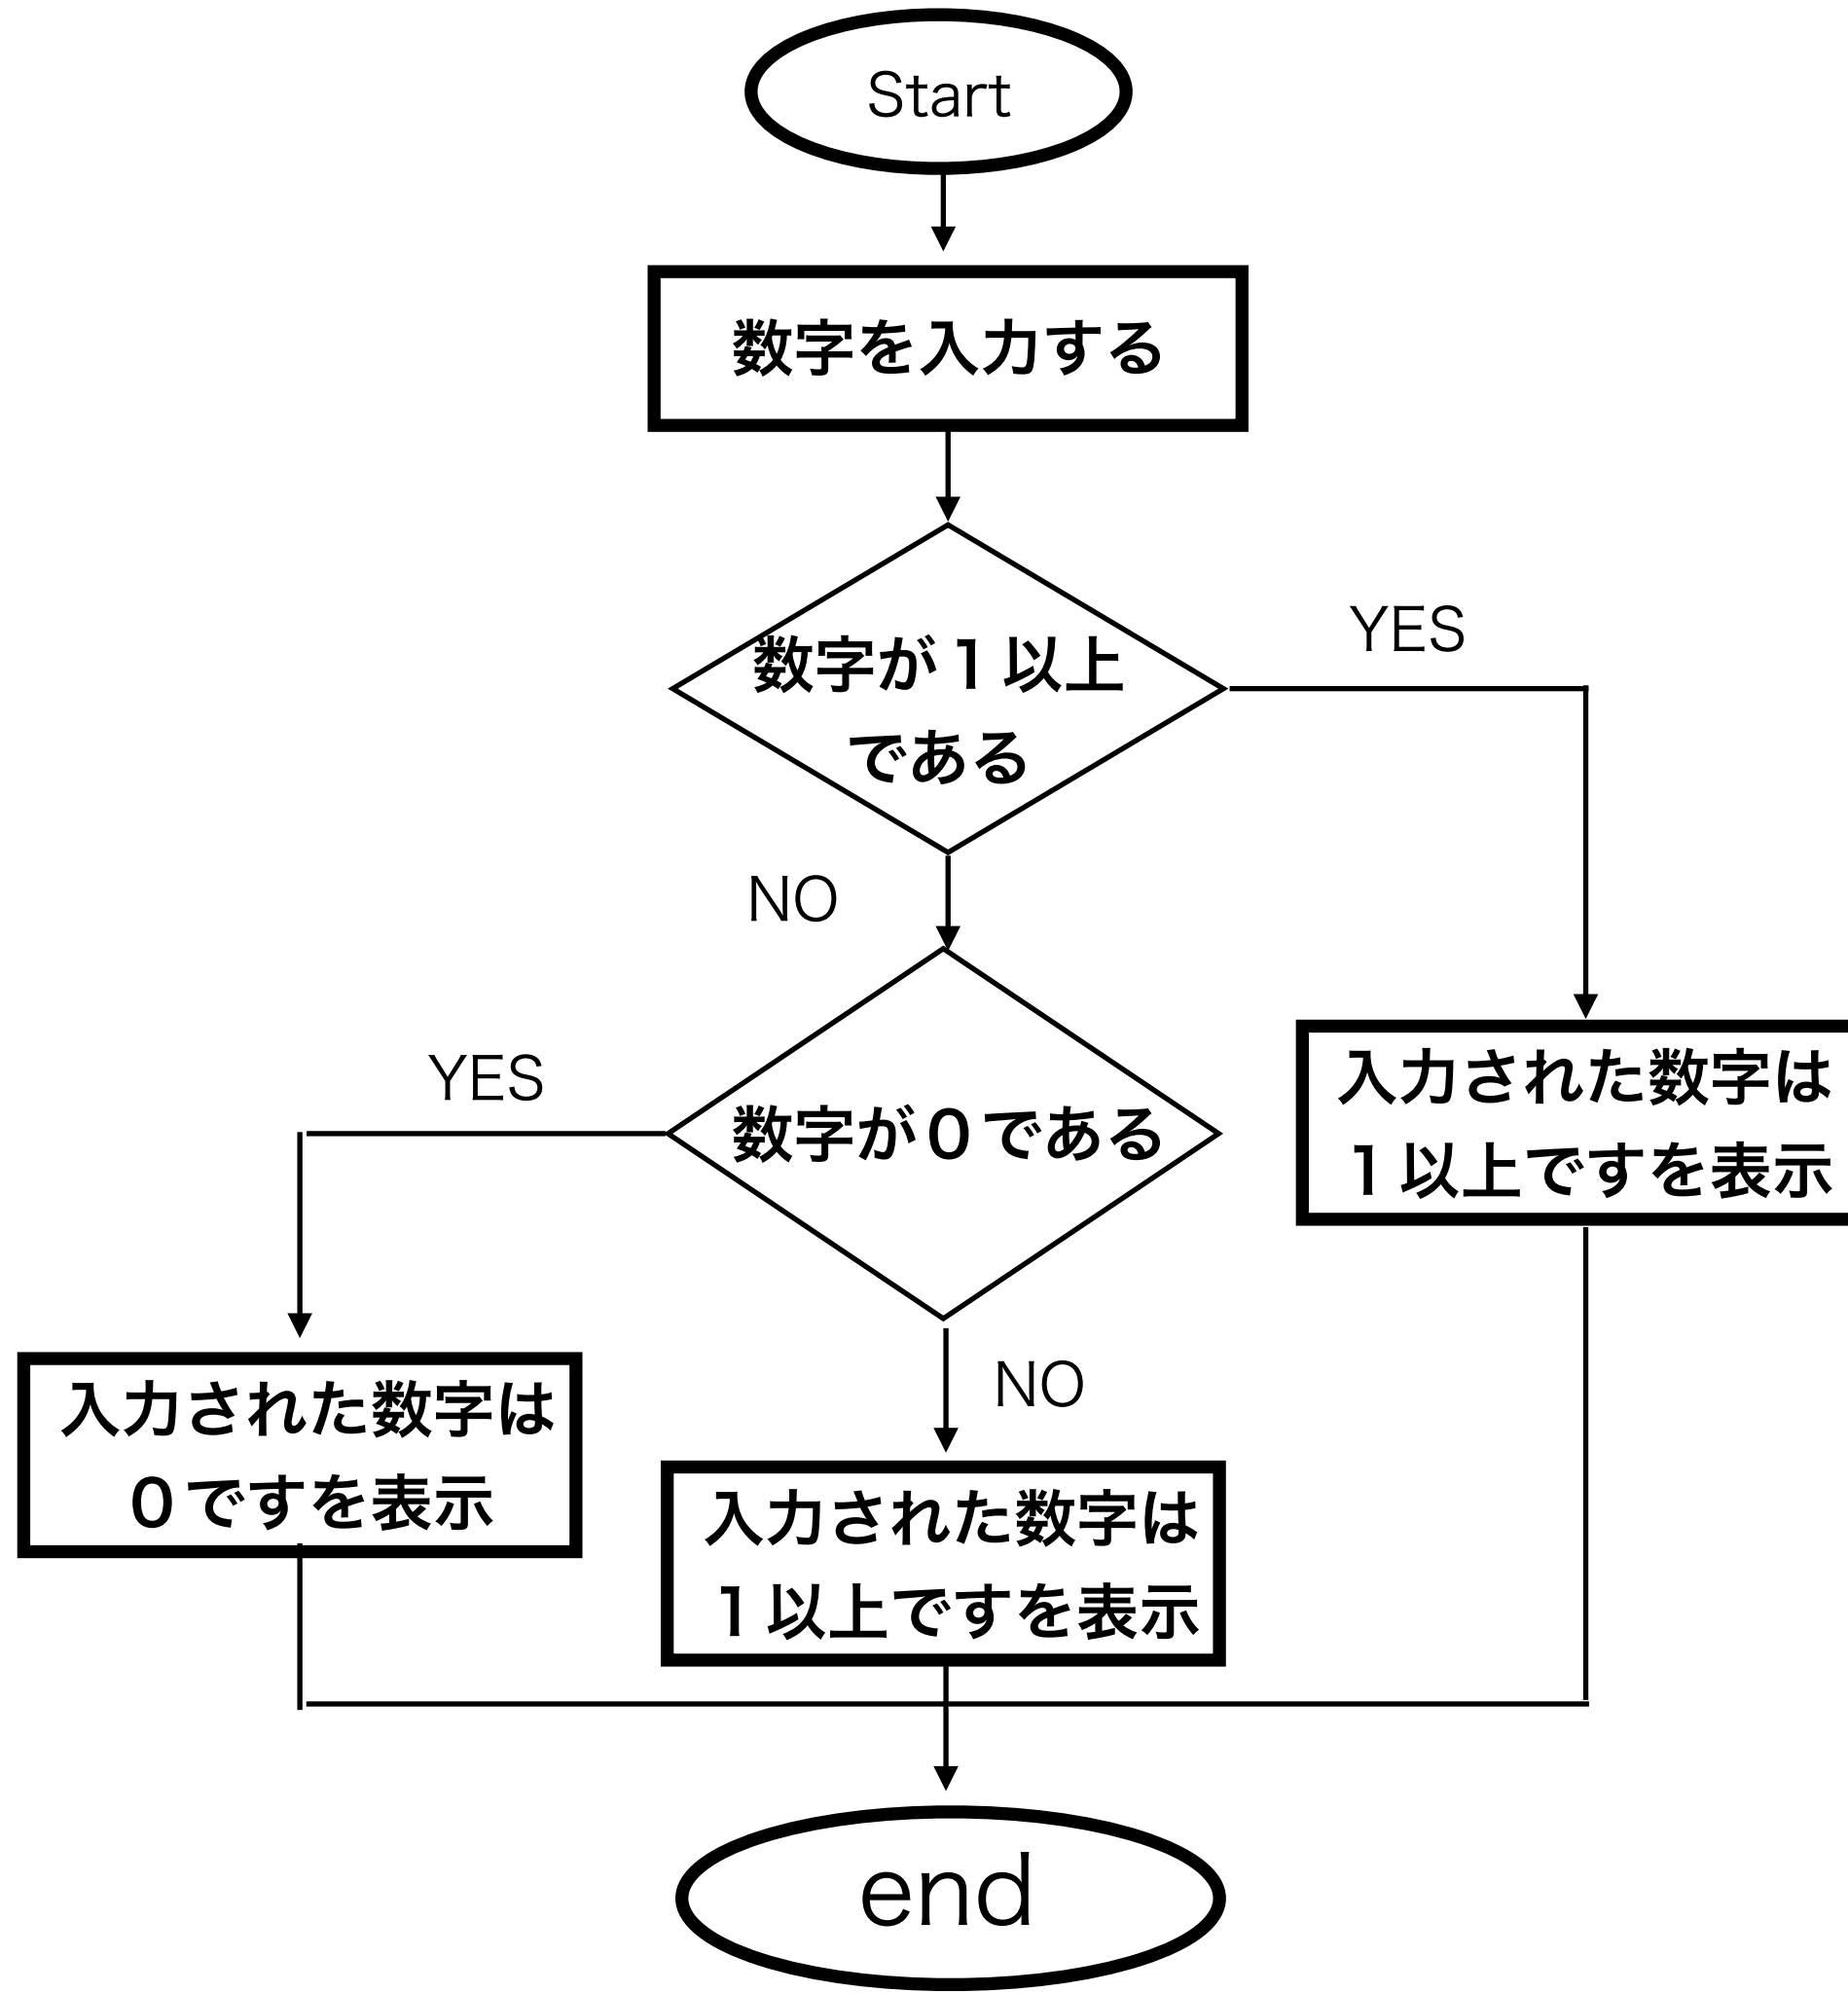 Start
数字を入力する
数字が１以上
である
YES
NO
数字が０である
YES
入力された数字は
１以上ですを表示
NO
入力された数字は
０ですを表示
入力された数字は
１以上ですを表示
end